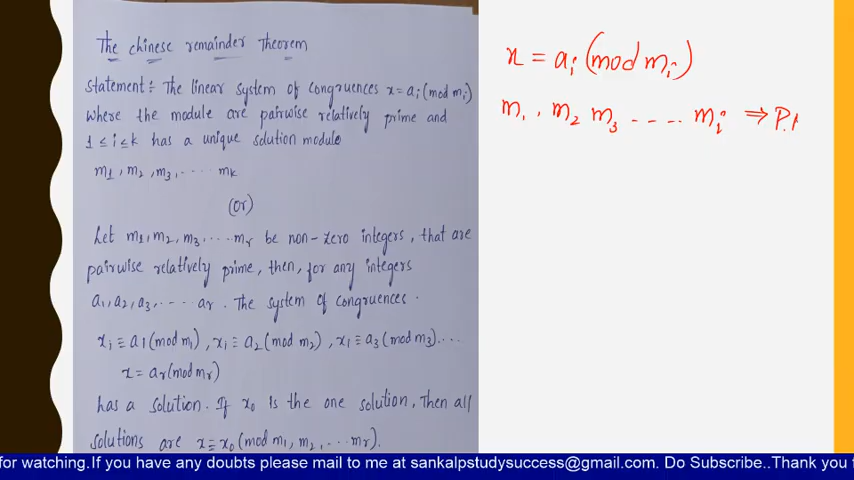 The chinese remainder Theorem
Statement:- The linear system of congruences x = ai (mod mi)
where the module are pairwise relatively prime and
1 ≤ i ≤ k has a unique solution module
m1, m2, m3, ..... mk
(or)
Let m1, m2, m3, .... mr be non-zero integers, that are
pairwise relatively prime, then, for any integers
a1, a2, a3, ..... ar. The system of congruences.
xi ≡ a1 (mod m1), xi ≡ a2 (mod m2), x1 ≡ a3 (mod m3)....
x = ar (mod mr)
has a solution. If x0 is the one solution, Then all
solutions are x ≡ x0 (mod m1, m2, ... mr).
x = ai (mod mi)
m1, m2 m3 ---- mi ⇒ P.
for watching.If you have any doubts please mail to me at sankalpstudysuccess@gmail.com. Do Subscribe..Thank you f